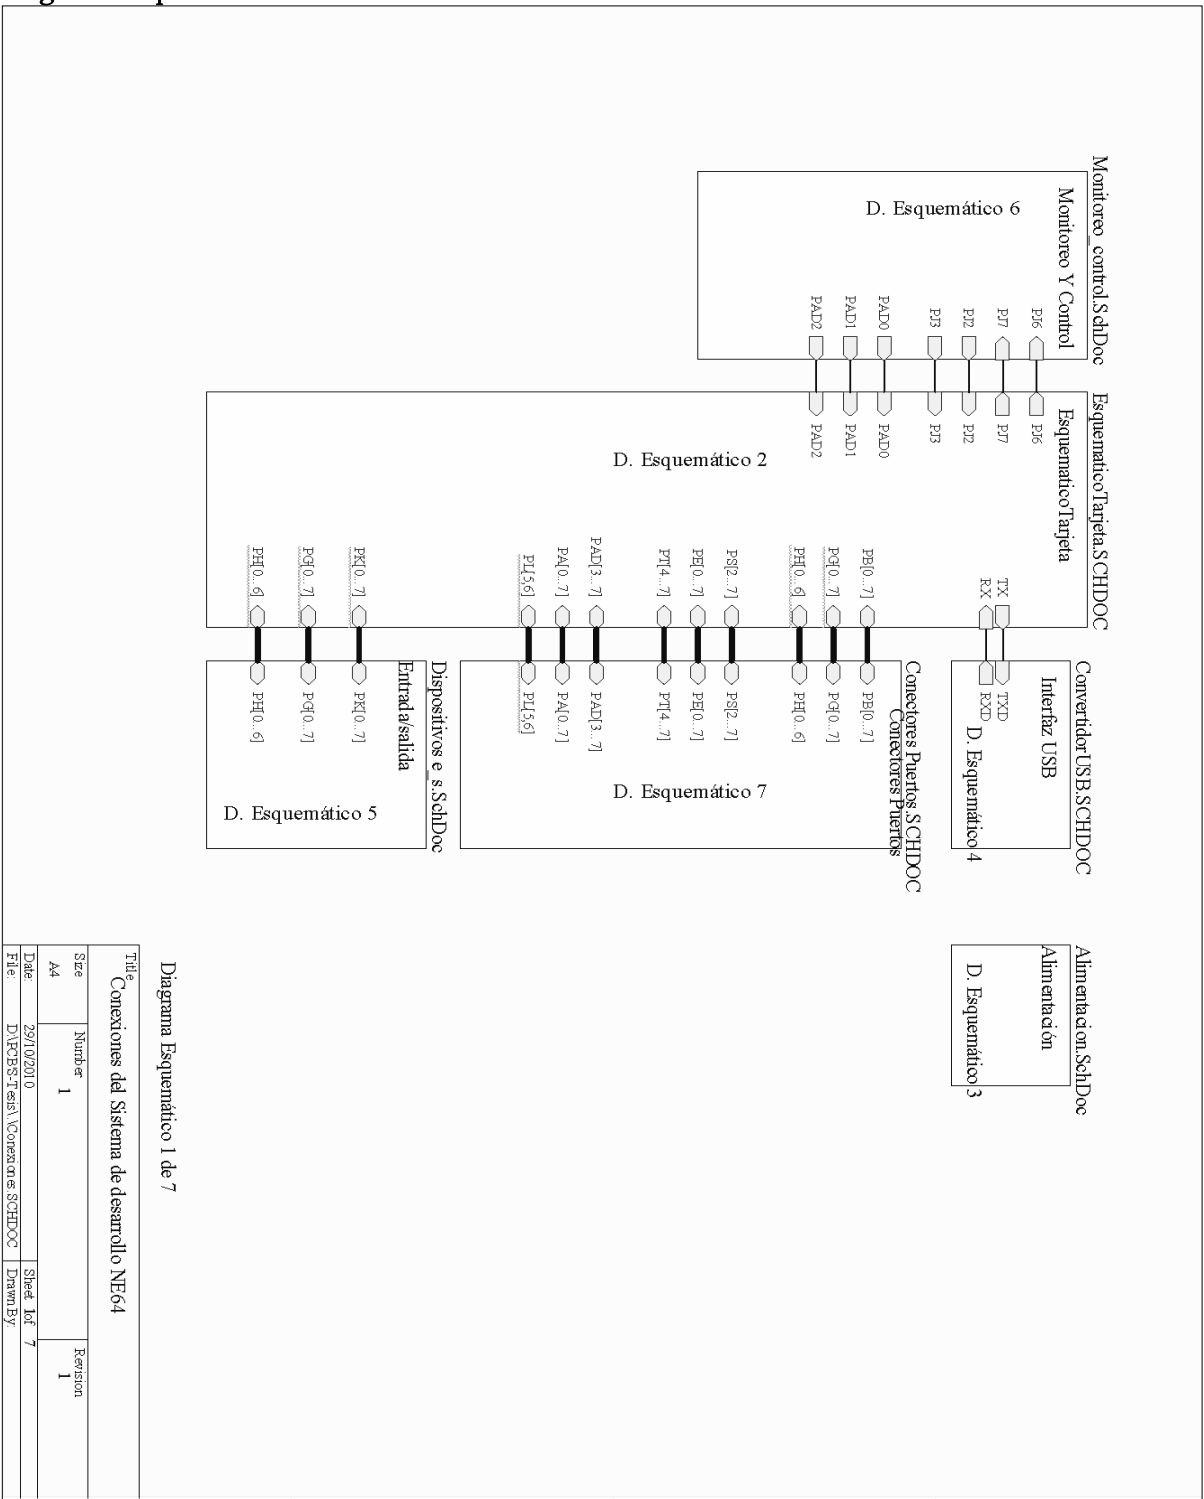 Monitoreo_control.SchDoc
Monitoreo Y Control
D. Esquemático 6
PJ6
PJ7
PJ2
PJ3
PAD0
PAD1
PAD2
EsquematicoTarjeta.SCHDOC
EsquematicoTarjeta
D. Esquemático 2
PJ6
PJ7
PJ2
PJ3
PAD0
PAD1
PAD2
TX
RX
PB[0..7]
PG[0..7]
PH[0..6]
PS[2..7]
PE[0..7]
PT[4..7]
PAD[3..7]
PA[0..7]
PL[5,6]
PK[0..7]
PG[0..7]
PH[0..6]
ConvertidorUSB.SCHDOC
Interfaz USB
TXD
RXD
D. Esquemático 4
Conectores Puertos.SCHDOC
Conectores Puertos
PB[0..7]
PG[0..7]
PH[0..6]
PS[2..7]
PE[0..7]
PT[4..7]
PAD[3..7]
PA[0..7]
PL[5,6]
D. Esquemático 7
Dispositivos e_s.SchDoc
Entrada/salida
PK[0..7]
PG[0..7]
PH[0..6]
D. Esquemático 5
Alimentacion.SchDoc
Alimentación
D. Esquemático 3
Diagrama Esquemático 1 de 7
Title
Conexiones del Sistema de desarrollo NE64
Size
A4
Number
1
Revision
1
Date: 29/10/2010
Sheet 1of 7
File: D:\PCB'S-Tesis\..\Conexiones.SCHDOC
Drawn By: